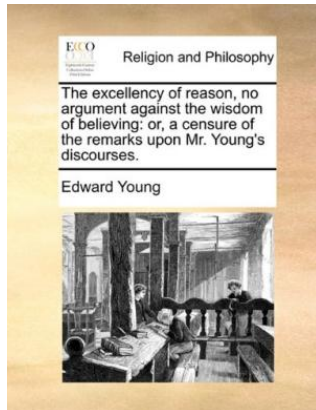 ECCO
Religion and Philosophy
The excellency of reason, no
argument against the wisdom
of believing: or, a censure of
the remarks upon Mr. Young's
discourses.
Edward Young